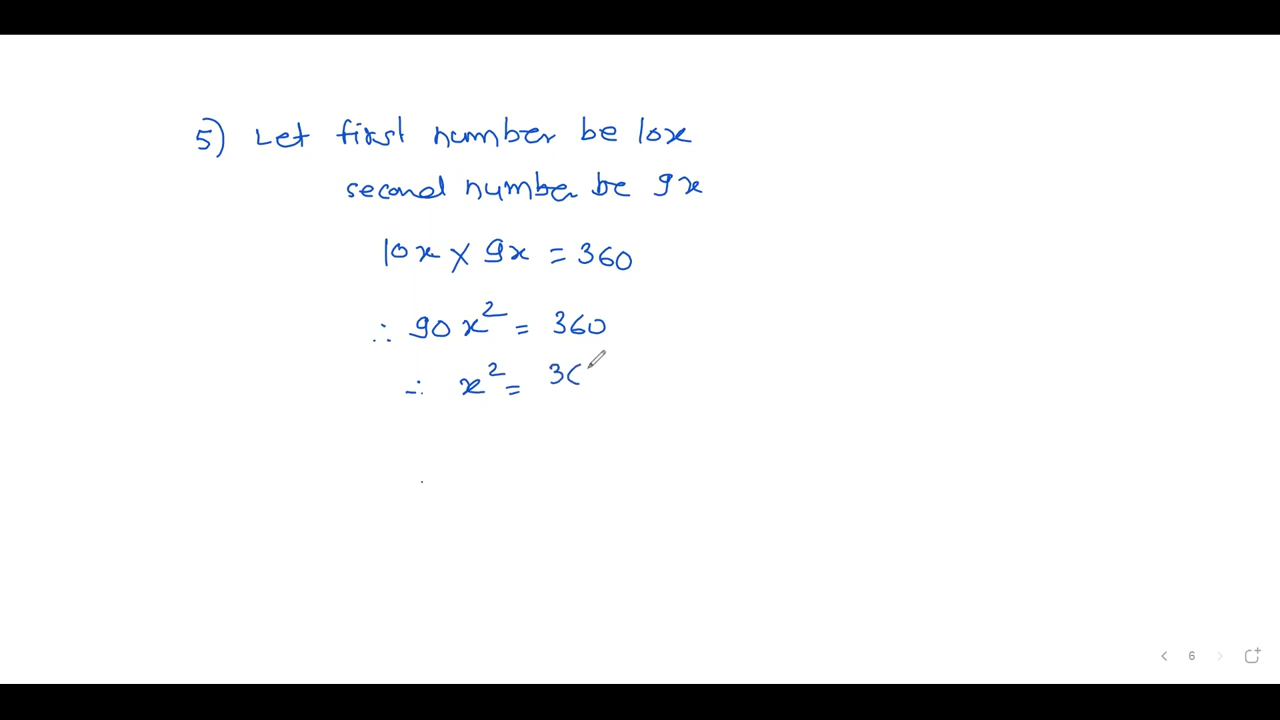 5) Let first number be 10x
second number be 9x
10x × 9x = 360
∴ 90x² = 360
∴ x² = 3
6